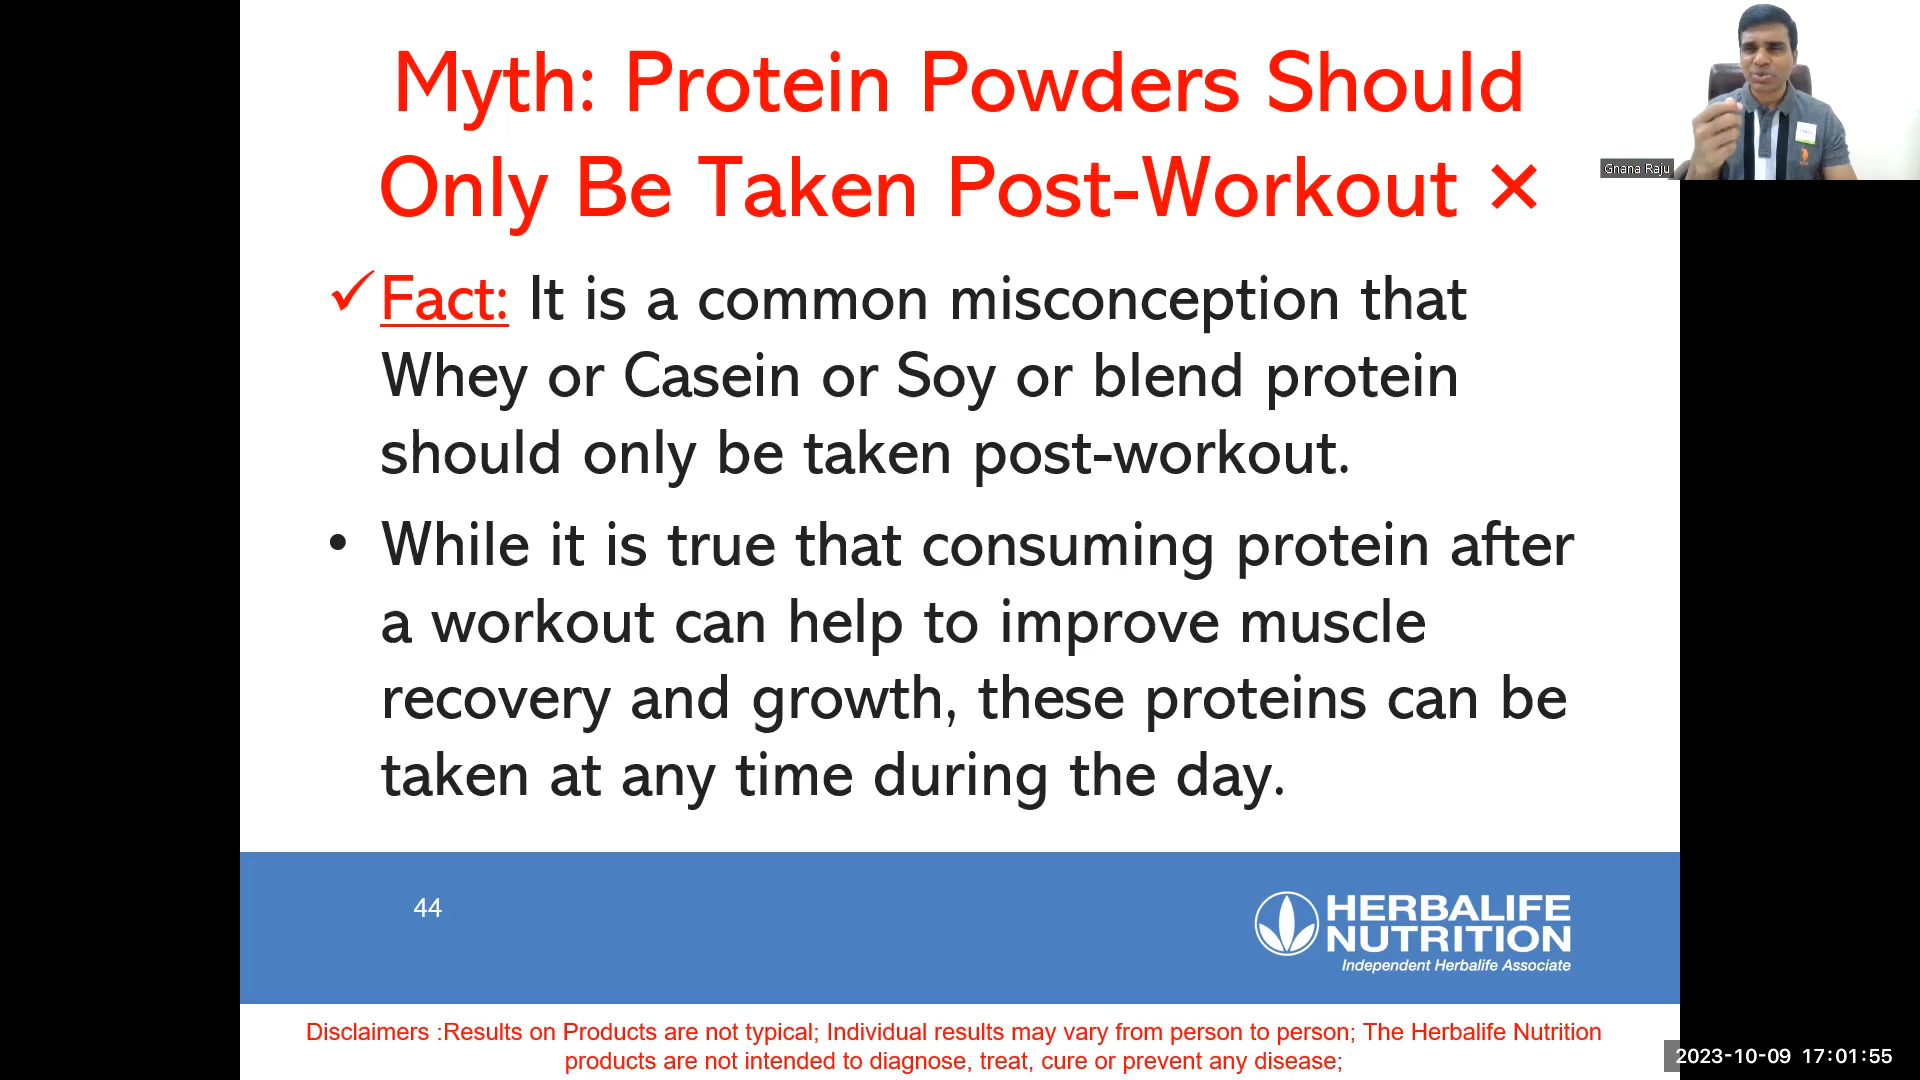 Myth: Protein Powders Should
Only Be Taken Post-Workout ✕
Gnana Raju
✓Fact: It is a common misconception that
Whey or Casein or Soy or blend protein
should only be taken post-workout.
• While it is true that consuming protein after
a workout can help to improve muscle
recovery and growth, these proteins can be
taken at any time during the day.
44
HERBALIFE
NUTRITION
Independent Herbalife Associate
Disclaimers :Results on Products are not typical; Individual results may vary from person to person; The Herbalife Nutrition
products are not intended to diagnose, treat, cure or prevent any disease;
2023-10-09 17:01:55